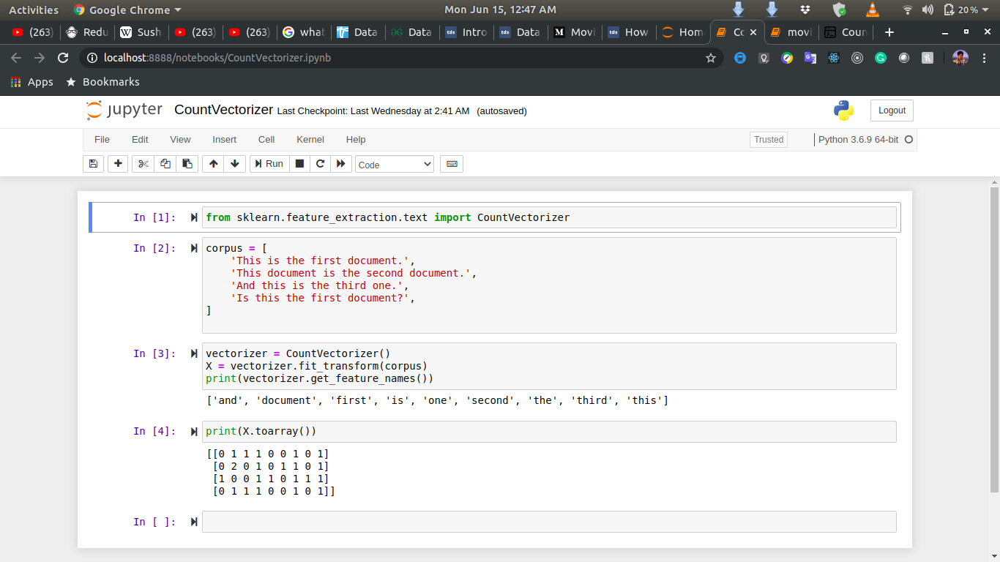 Activities Google Chrome Mon Jun 15, 12:47 AM 20%
(263) Redu Sush (263) (263) what Data Data tds Intro tds Data Movi tds How Hom Cc movi Coun
localhost:8888/notebooks/CountVectorizer.ipynb
Apps Bookmarks
jupyter CountVectorizer Last Checkpoint: Last Wednesday at 2:41 AM (autosaved) Logout
File Edit View Insert Cell Kernel Help Trusted Python 3.6.9 64-bit
Run Code
In [1]: from sklearn.feature_extraction.text import CountVectorizer
In [2]: corpus = [
'This is the first document.',
'This document is the second document.',
'And this is the third one.',
'Is this the first document?',
]
In [3]: vectorizer = CountVectorizer()
X = vectorizer.fit_transform(corpus)
print(vectorizer.get_feature_names())
['and', 'document', 'first', 'is', 'one', 'second', 'the', 'third', 'this']
In [4]: print(X.toarray())
[[0 1 1 1 0 0 1 0 1]
[0 2 0 1 0 1 1 0 1]
[1 0 0 1 1 0 1 1 1]
[0 1 1 1 0 0 1 0 1]]
In [ ]: